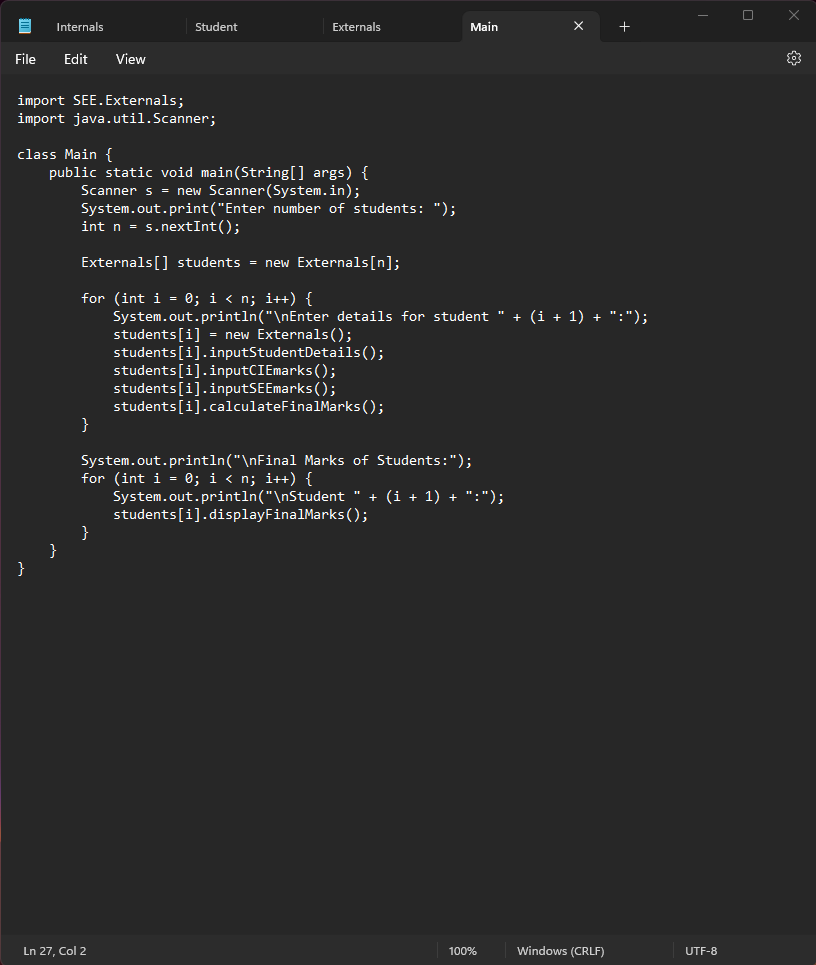 Internals
Student
Externals
Main
File
Edit
View
import SEE.Externals;
import java.util.Scanner;

class Main {
    public static void main(String[] args) {
        Scanner s = new Scanner(System.in);
        System.out.print("Enter number of students: ");
        int n = s.nextInt();

        Externals[] students = new Externals[n];

        for (int i = 0; i < n; i++) {
            System.out.println("\nEnter details for student " + (i + 1) + ":");
            students[i] = new Externals();
            students[i].inputStudentDetails();
            students[i].inputCIEmarks();
            students[i].inputSEEmarks();
            students[i].calculateFinalMarks();
        }

        System.out.println("\nFinal Marks of Students:");
        for (int i = 0; i < n; i++) {
            System.out.println("\nStudent " + (i + 1) + ":");
            students[i].displayFinalMarks();
        }
    }
}
Ln 27, Col 2
100%
Windows (CRLF)
UTF-8